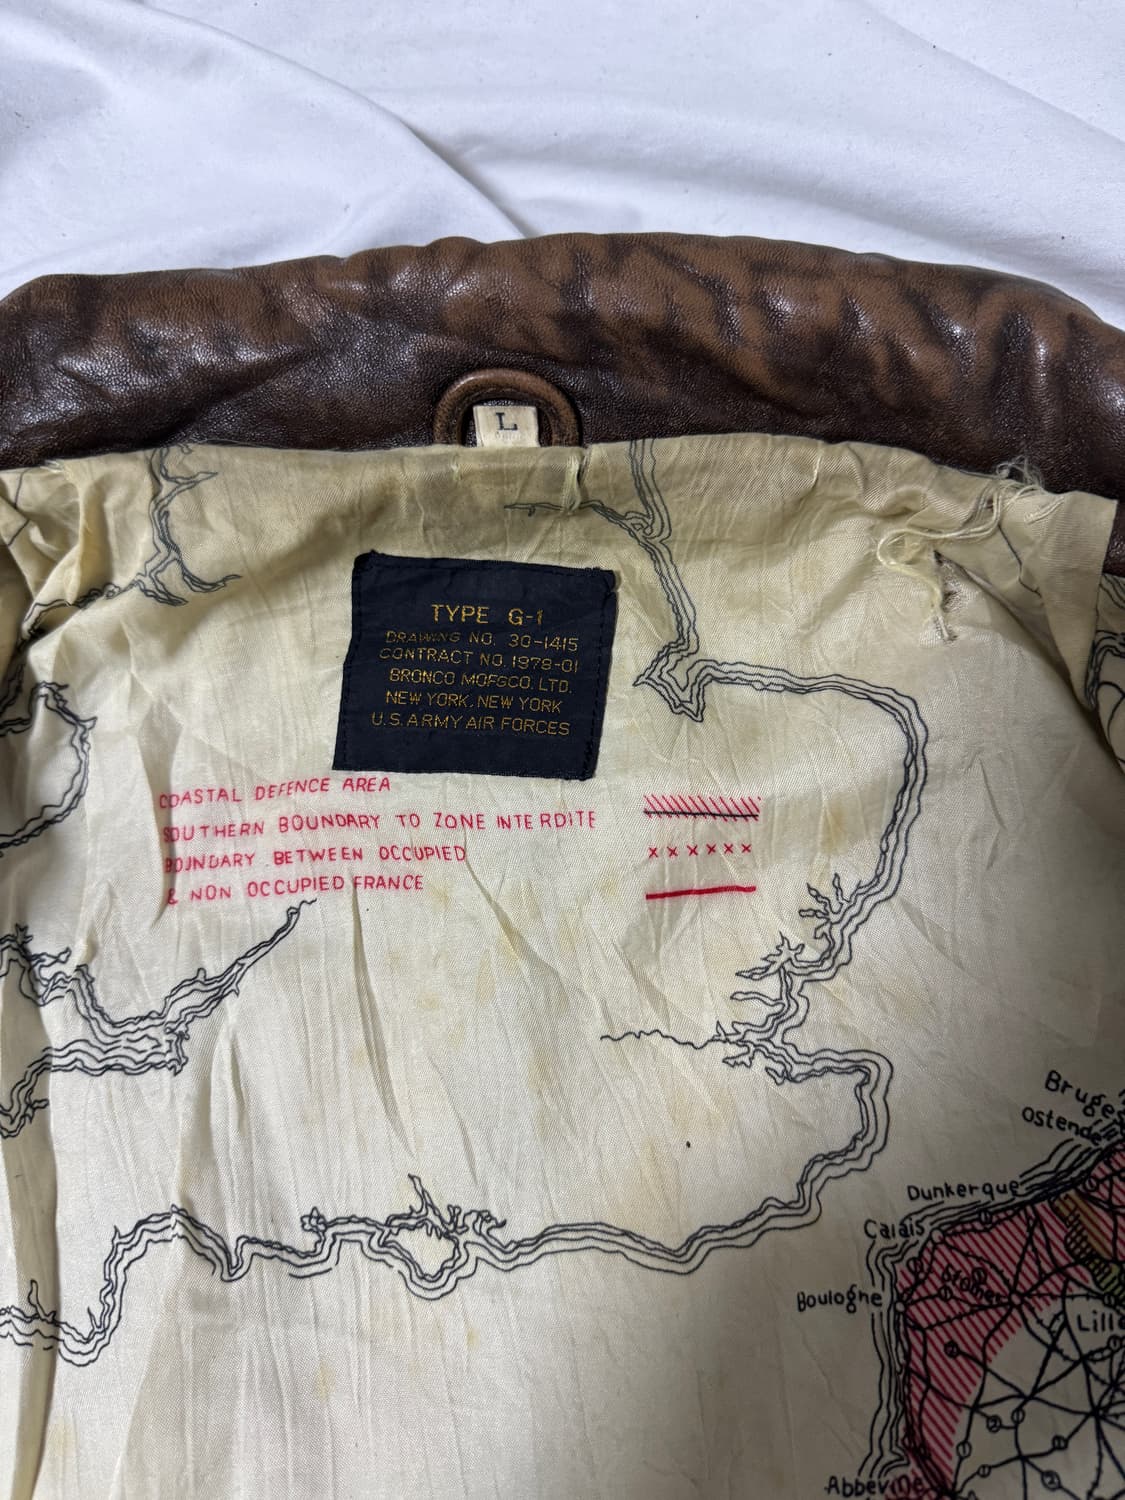 L
TYPE G-1
DRAWING NO. 30-1415
CONTRACT NO. 1978-01
BRONCO MOFGCO. LTD.
NEW YORK, NEW YORK
U.S. ARMY AIR FORCES
COASTAL DEFENCE AREA
SOUTHERN BOUNDARY TO ZONE INTERDITE
BOUNDARY BETWEEN OCCUPIED
& NON OCCUPIED FRANCE
Bruges
Ostende
Dunkerque
Calais
Boulogne
Lille
Abbeville